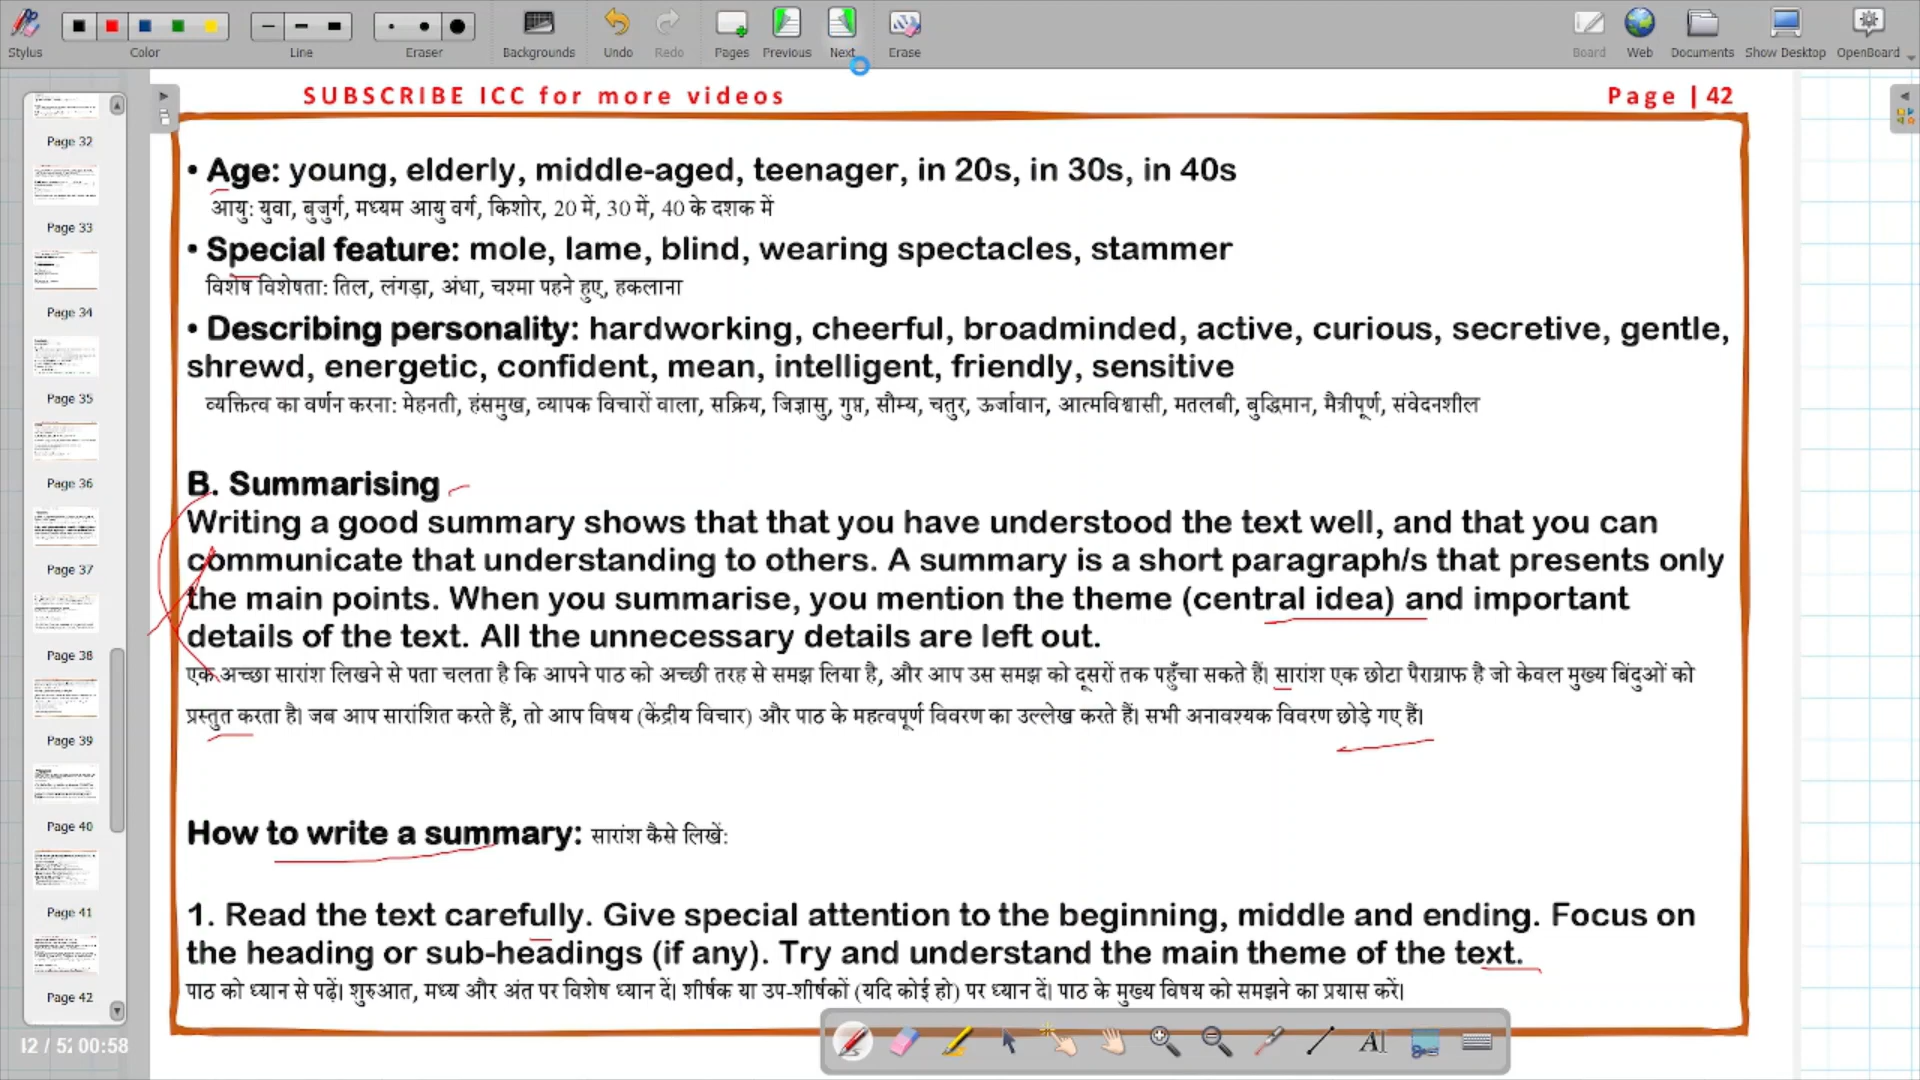 Stylus
Color
Line
Eraser
Backgrounds
Undo
Redo
Pages
Previous
Next
Erase
Board
Web
Documents
Show Desktop
OpenBoard
SUBSCRIBE ICC for more videos
Page | 42
• Age: young, elderly, middle-aged, teenager, in 20s, in 30s, in 40s
आयु: युवा, बुजुर्ग, मध्यम आयु वर्ग, किशोर, 20 में, 30 में, 40 के दशक में
• Special feature: mole, lame, blind, wearing spectacles, stammer
विशेष विशेषता: तिल, लंगड़ा, अंधा, चश्मा पहने हुए, हकलाना
• Describing personality: hardworking, cheerful, broadminded, active, curious, secretive, gentle,
shrewd, energetic, confident, mean, intelligent, friendly, sensitive
व्यक्तित्व का वर्णन करना: मेहनती, हंसमुख, व्यापक विचारों वाला, सक्रिय, जिज्ञासु, गुप्त, सौम्य, चतुर, ऊर्जावान, आत्मविश्वासी, मतलबी, बुद्धिमान, मैत्रीपूर्ण, संवेदनशील
B. Summarising
Writing a good summary shows that that you have understood the text well, and that you can
communicate that understanding to others. A summary is a short paragraph/s that presents only
the main points. When you summarise, you mention the theme (central idea) and important
details of the text. All the unnecessary details are left out.
एक अच्छा सारांश लिखने से पता चलता है कि आपने पाठ को अच्छी तरह से समझ लिया है, और आप उस समझ को दूसरों तक पहुँचा सकते हैं। सारांश एक छोटा पैराग्राफ है जो केवल मुख्य बिंदुओं को
प्रस्तुत करता है। जब आप सारांशित करते हैं, तो आप विषय (केंद्रीय विचार) और पाठ के महत्वपूर्ण विवरण का उल्लेख करते हैं। सभी अनावश्यक विवरण छोड़े गए हैं।
How to write a summary: सारांश कैसे लिखें:
1. Read the text carefully. Give special attention to the beginning, middle and ending. Focus on
the heading or sub-headings (if any). Try and understand the main theme of the text.
पाठ को ध्यान से पढ़ें। शुरुआत, मध्य और अंत पर विशेष ध्यान दें। शीर्षक या उप-शीर्षकों (यदि कोई हो) पर ध्यान दें। पाठ के मुख्य विषय को समझने का प्रयास करें।
Page 32
Page 33
Page 34
Page 35
Page 36
Page 37
Page 38
Page 39
Page 40
Page 41
Page 42
00:58